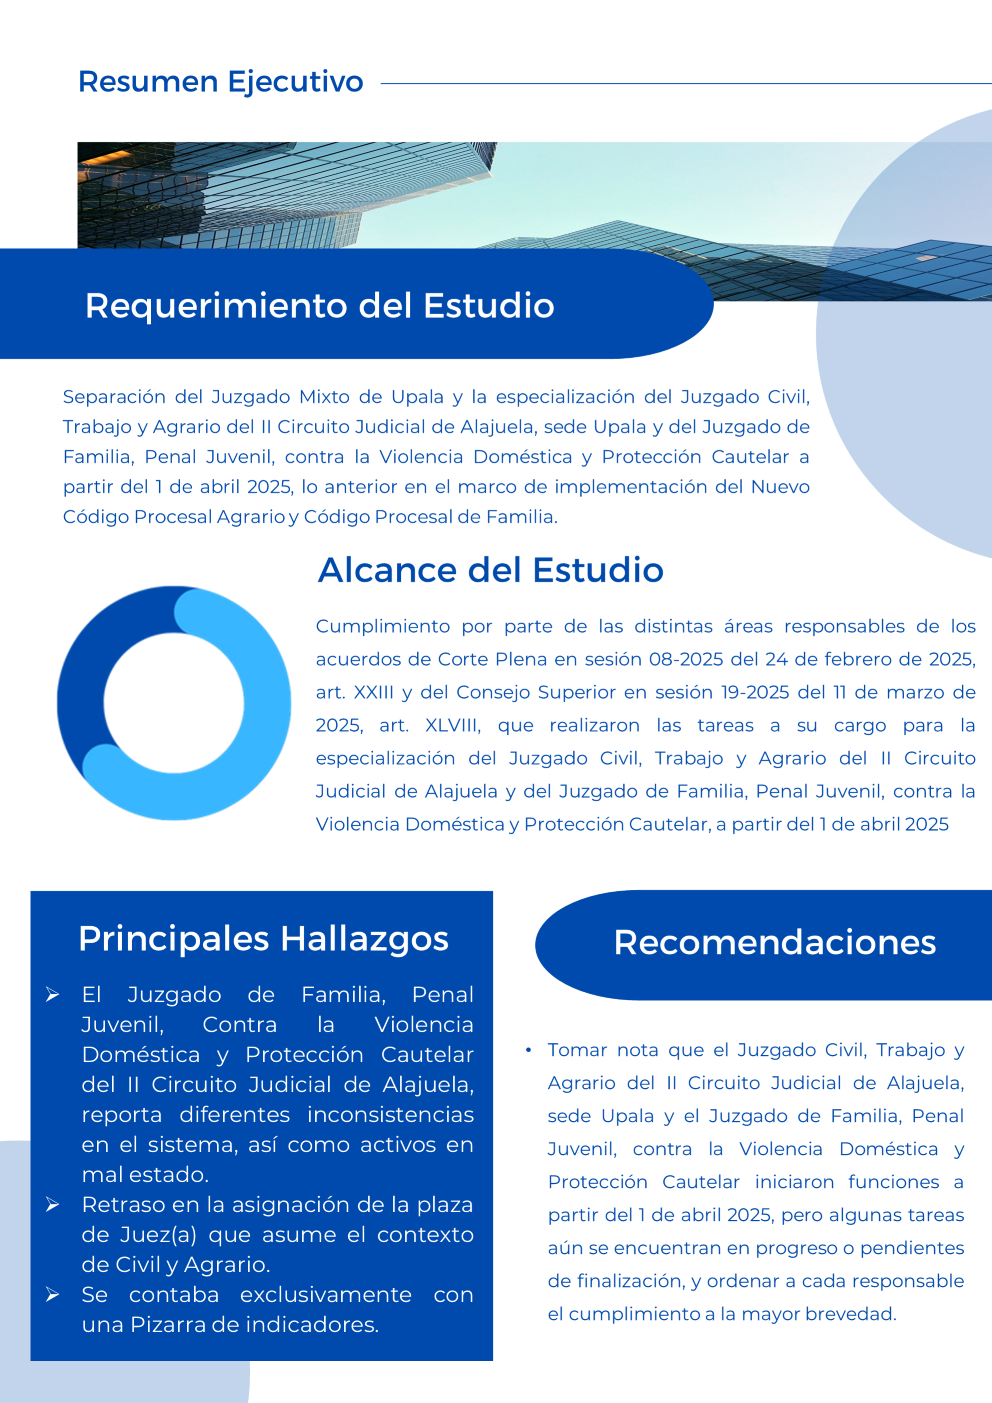 Resumen Ejecutivo
Requerimiento del Estudio
Separación del Juzgado Mixto de Upala y la especialización del Juzgado Civil,
Trabajo y Agrario del II Circuito Judicial de Alajuela, sede Upala y del Juzgado de
Familia, Penal Juvenil, contra la Violencia Doméstica y Protección Cautelar a
partir del 1 de abril 2025, lo anterior en el marco de implementación del Nuevo
Código Procesal Agrario y Código Procesal de Familia.
Alcance del Estudio
Cumplimiento por parte de las distintas áreas responsables de los
acuerdos de Corte Plena en sesión 08-2025 del 24 de febrero de 2025,
art. XXIII y del Consejo Superior en sesión 19-2025 del 11 de marzo de
2025, art. XLVIII, que realizaron las tareas a su cargo para la
especialización del Juzgado Civil, Trabajo y Agrario del II Circuito
Judicial de Alajuela y del Juzgado de Familia, Penal Juvenil, contra la
Violencia Doméstica y Protección Cautelar, a partir del 1 de abril 2025
Principales Hallazgos
➢ El Juzgado de Familia, Penal
Juvenil, Contra la Violencia
Doméstica y Protección Cautelar
del II Circuito Judicial de Alajuela,
reporta diferentes inconsistencias
en el sistema, así como activos en
mal estado.
➢ Retraso en la asignación de la plaza
de Juez(a) que asume el contexto
de Civil y Agrario.
➢ Se contaba exclusivamente con
una Pizarra de indicadores.
Recomendaciones
• Tomar nota que el Juzgado Civil, Trabajo y
Agrario del II Circuito Judicial de Alajuela,
sede Upala y el Juzgado de Familia, Penal
Juvenil, contra la Violencia Doméstica y
Protección Cautelar iniciaron funciones a
partir del 1 de abril 2025, pero algunas tareas
aún se encuentran en progreso o pendientes
de finalización, y ordenar a cada responsable
el cumplimiento a la mayor brevedad.